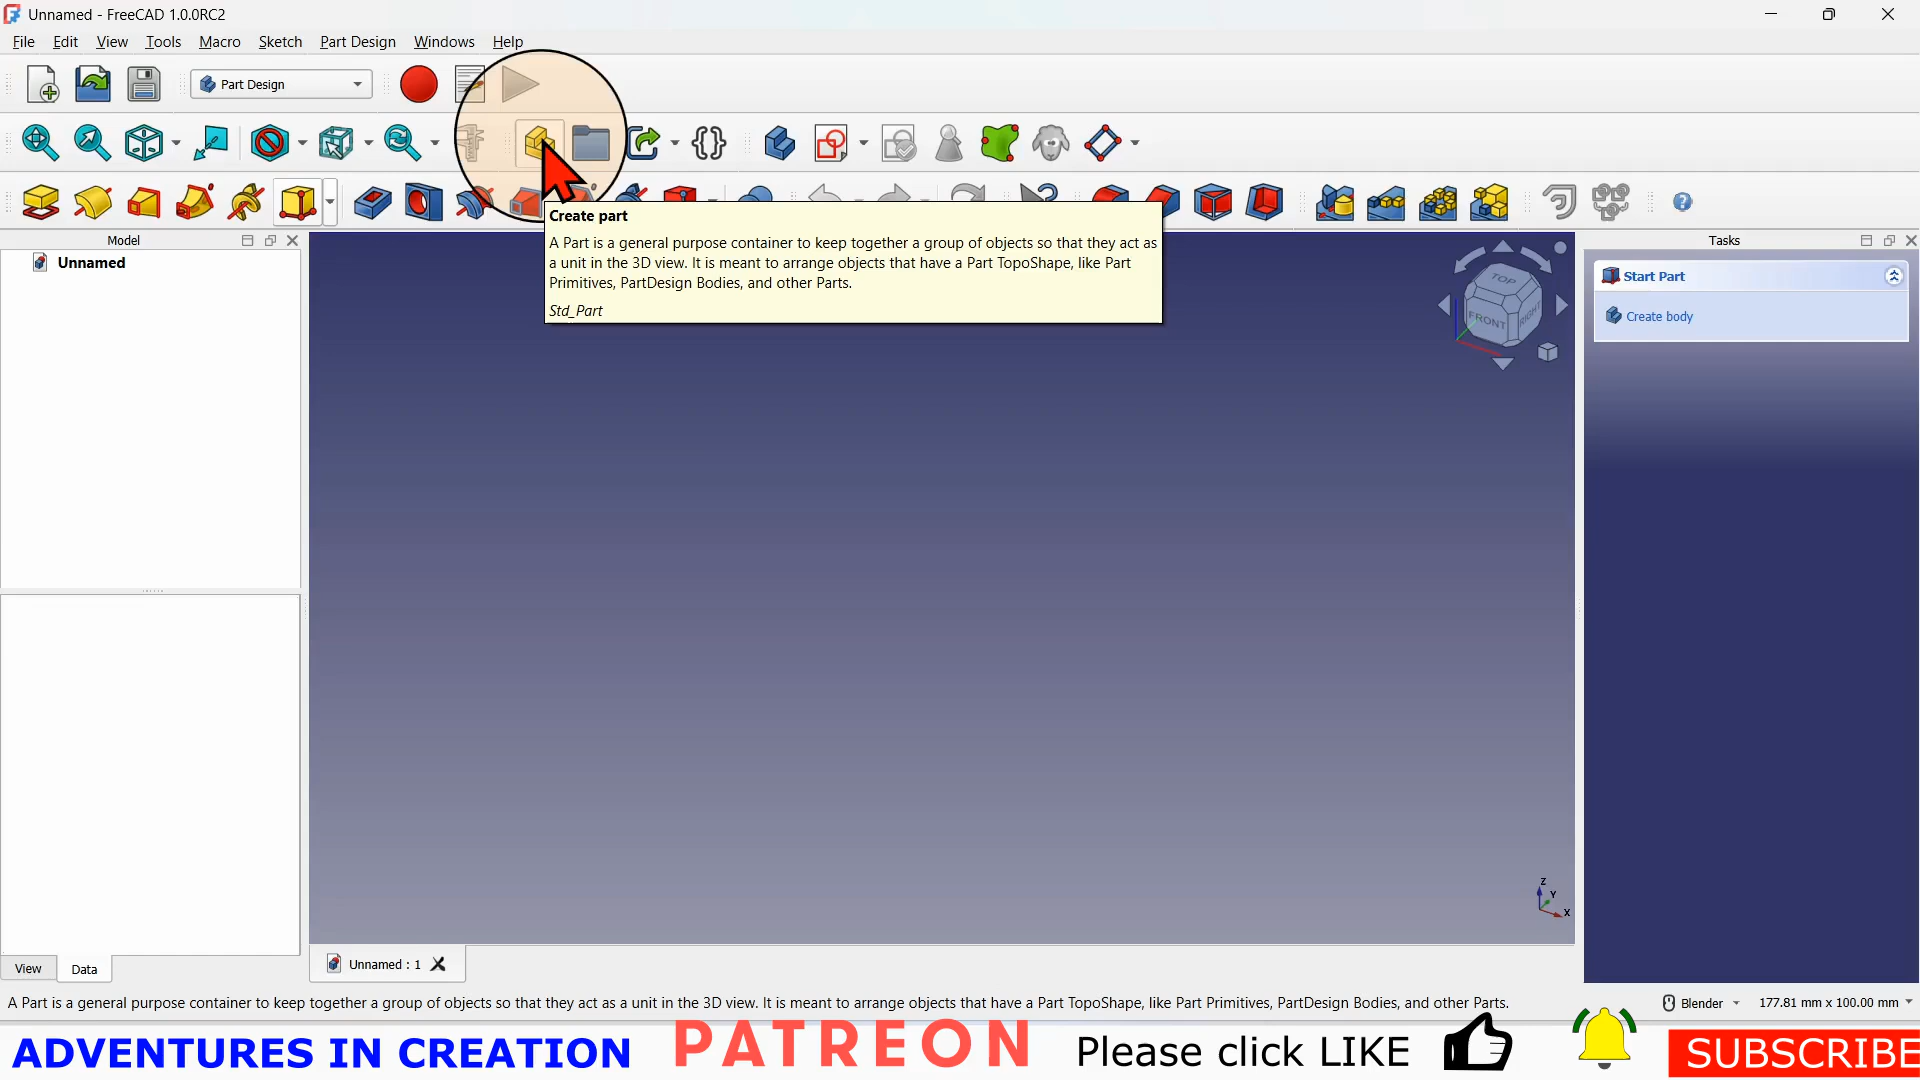 Unnamed - FreeCAD 1.0.0RC2
File Edit View Tools Macro Sketch Part Design Windows Help
Part Design
Create part
A Part is a general purpose container to keep together a group of objects so that they act as
a unit in the 3D view. It is meant to arrange objects that have a Part TopoShape, like Part
Primitives, PartDesign Bodies, and other Parts.
Std_Part
Model
Unnamed
Tasks
Start Part
Create body
TOP
FRONT
RIGHT
Z
Y
X
View Data
Unnamed : 1
A Part is a general purpose container to keep together a group of objects so that they act as a unit in the 3D view. It is meant to arrange objects that have a Part TopoShape, like Part Primitives, PartDesign Bodies, and other Parts.
Blender 177.81 mm x 100.00 mm
ADVENTURES IN CREATION PATREON Please click LIKE SUBSCRIBE